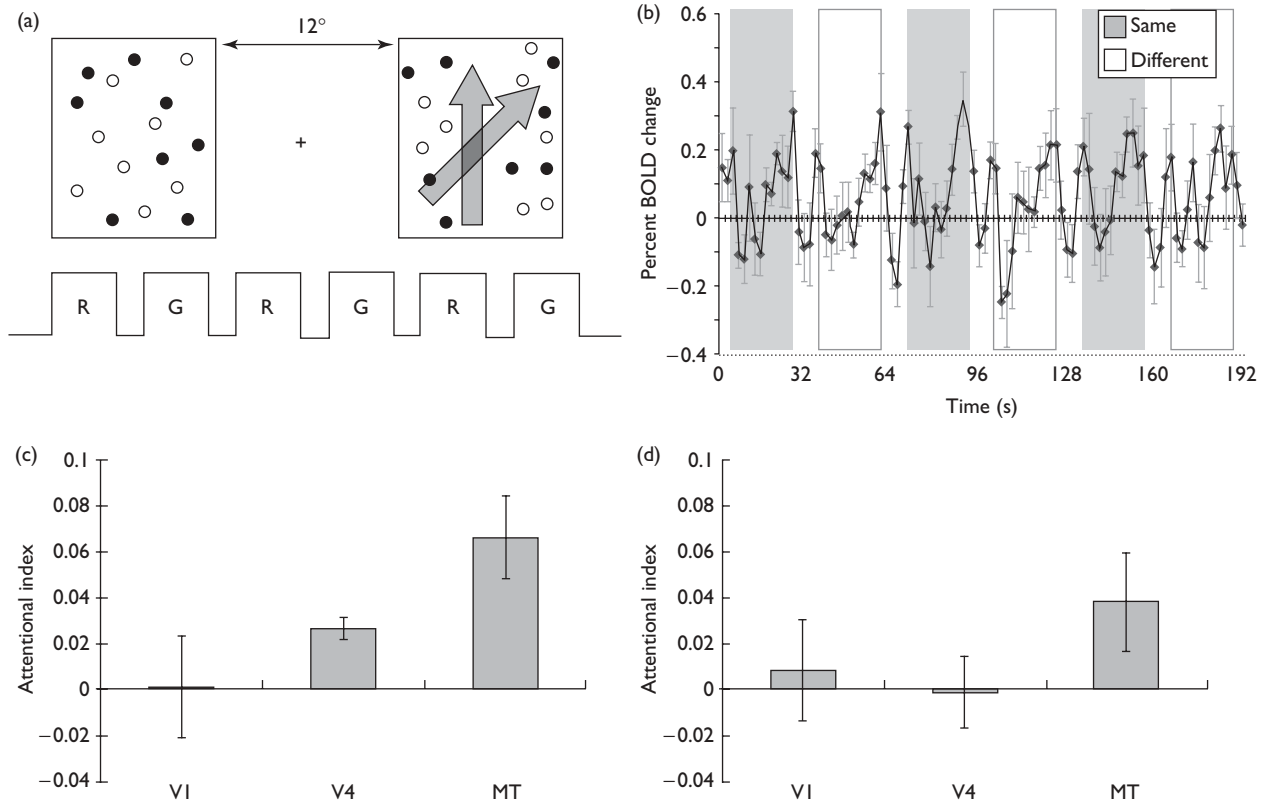 (a)
12°
+
R G R G R G
(b)
Percent BOLD change
0.6
0.4
0.2
0
−0.2
−0.4
Same
Different
0 32 64 96 128 160 192
Time (s)
(c)
Attentional index
0.1
0.08
0.06
0.04
0.02
0
−0.02
−0.04
V1 V4 MT
(d)
Attentional index
0.1
0.08
0.06
0.04
0.02
0
−0.02
−0.04
V1 V4 MT